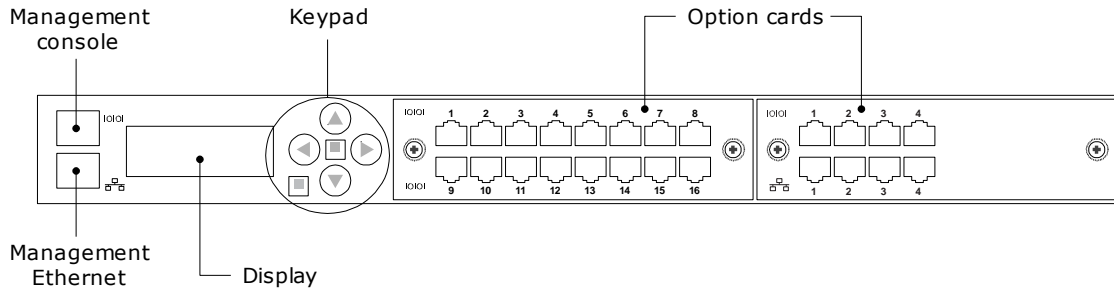 Management
console
Keypad
Option cards
IOIOI
IOIOI
1 2 3 4 5 6 7 8
IOIOI
1 2 3 4
IOIOI
9 10 11 12 13 14 15 16
1 2 3 4
Management
Ethernet
Display